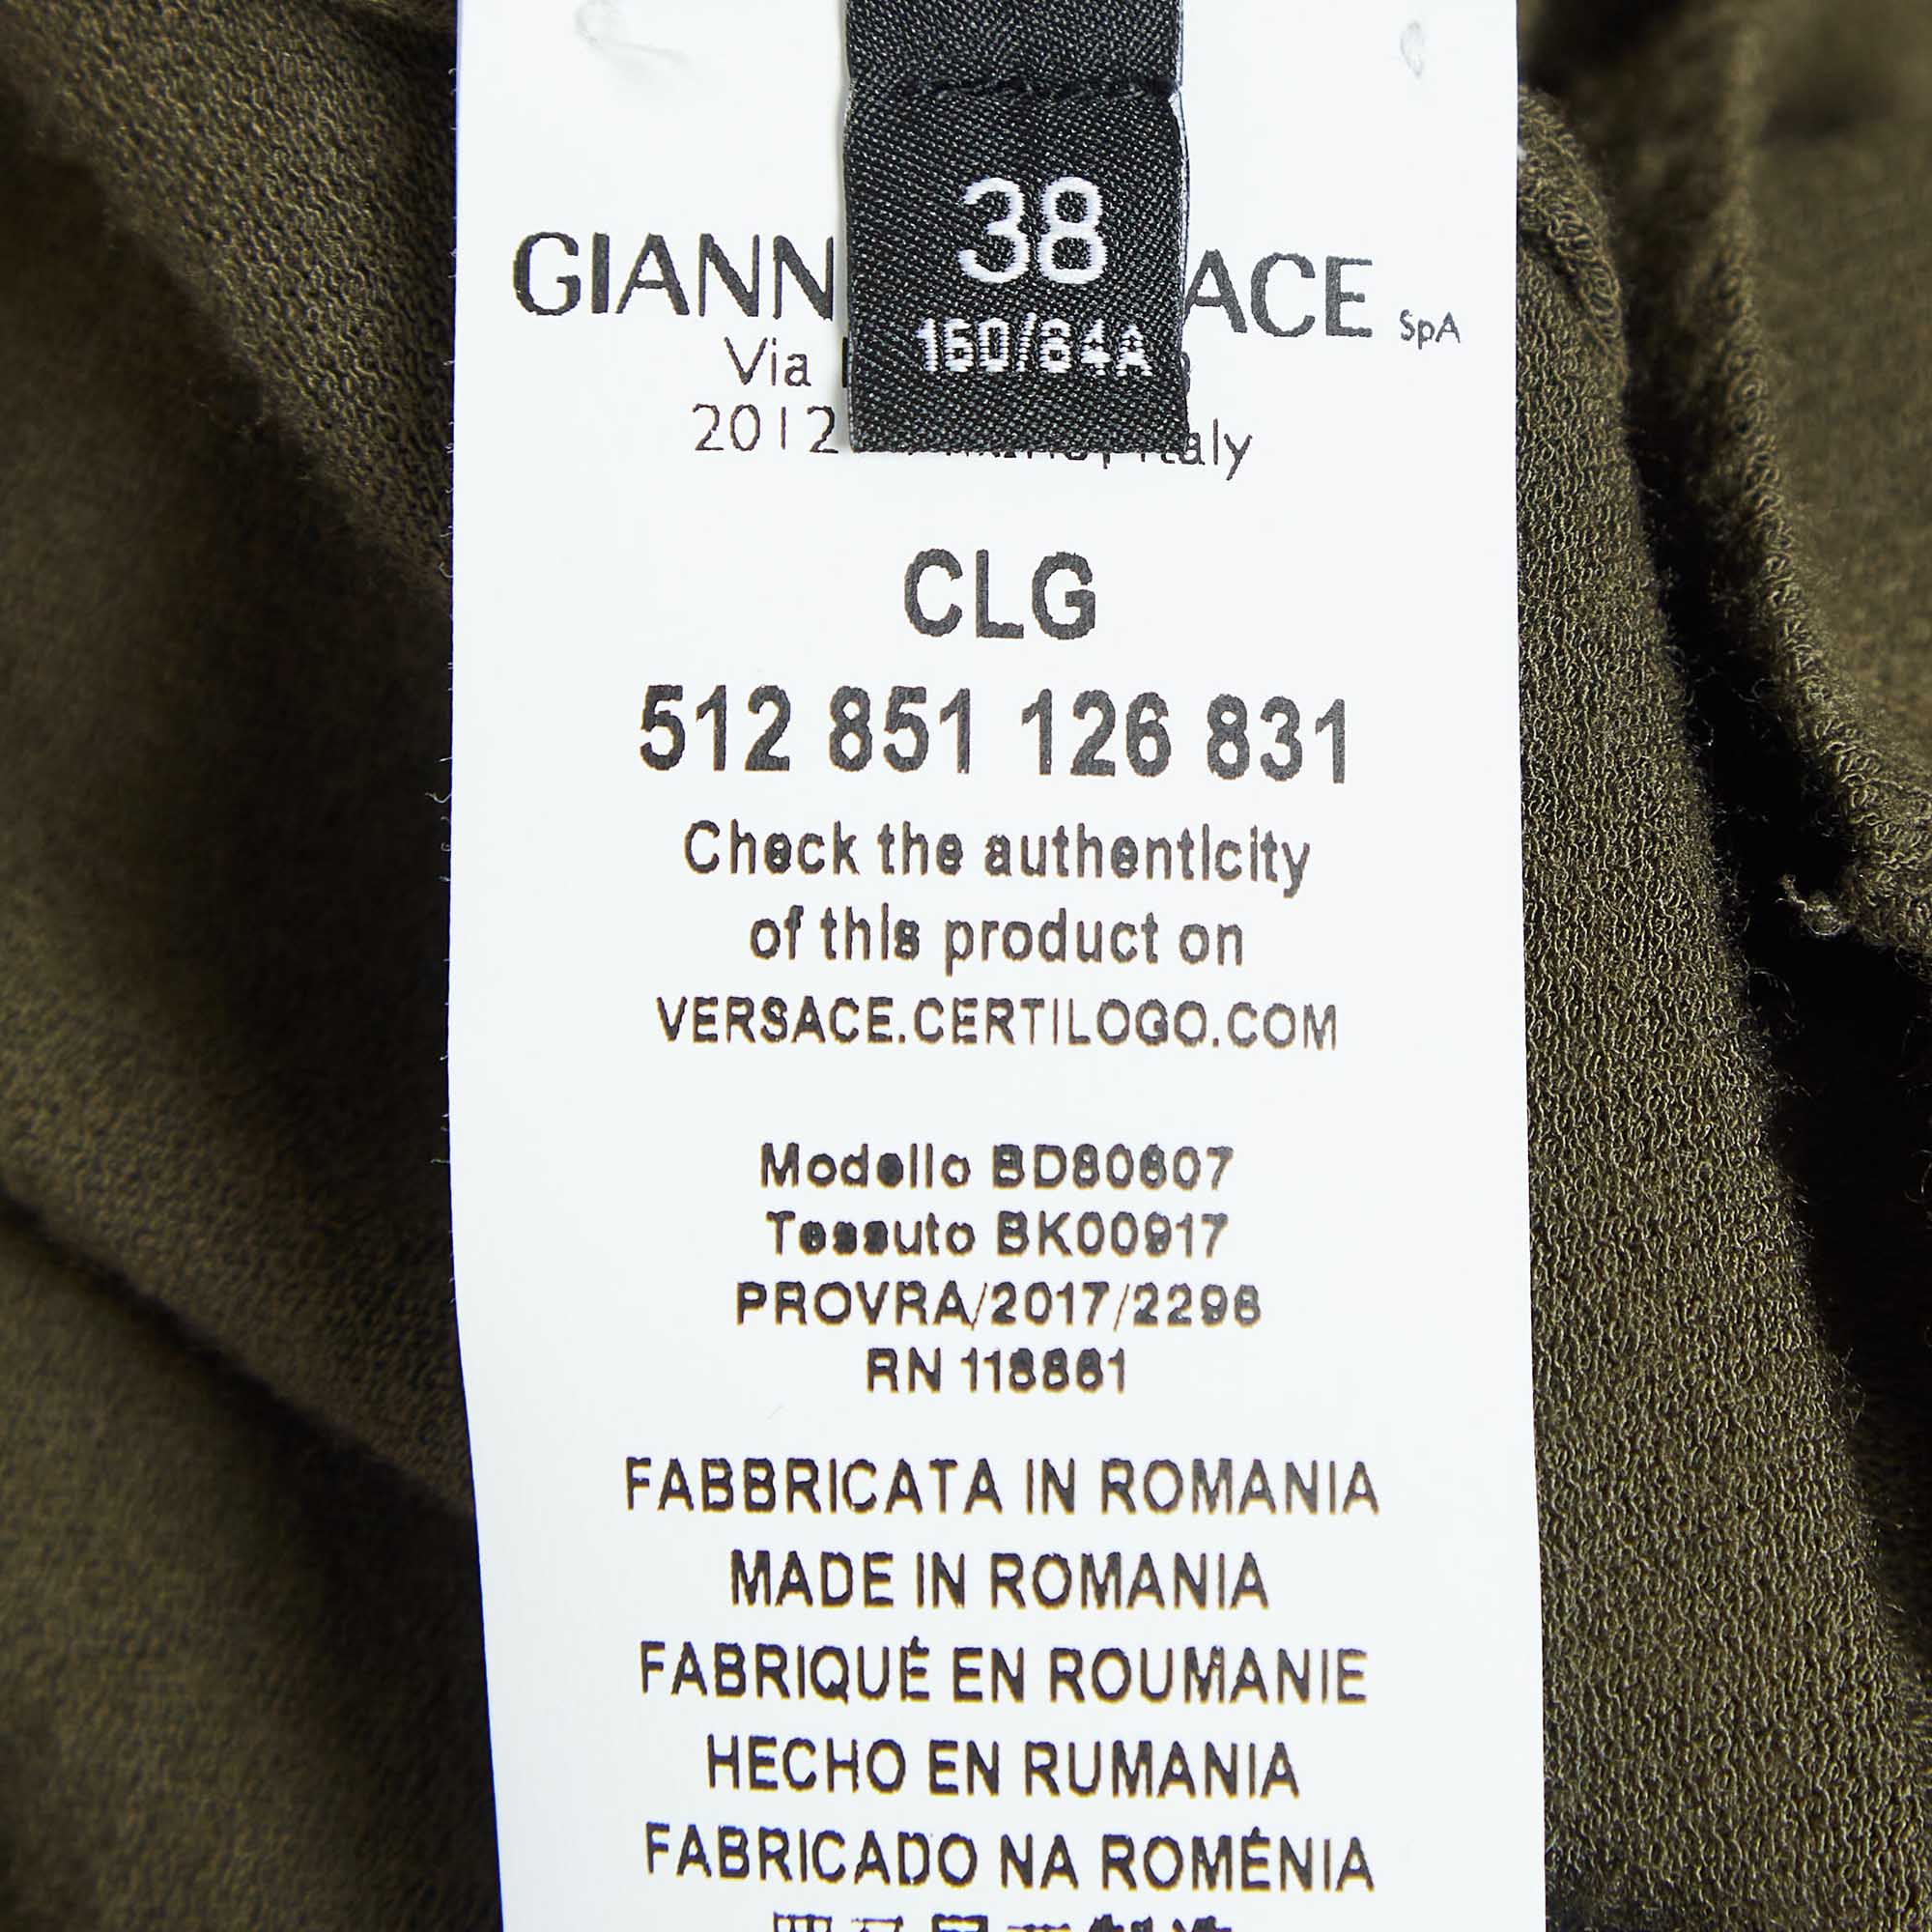 38
160/84A
GIANN ACE SpA
Via
2012 Italy
CLG
512 851 126 831
Check the authenticity
of this product on
VERSACE.CERTILOGO.COM
Modello BD80607
Tessuto BK00917
PROVRA/2017/2296
RN 118881
FABBRICATA IN ROMANIA
MADE IN ROMANIA
FABRIQUÉ EN ROUMANIE
HECHO EN RUMANIA
FABRICADO NA ROMÉNIA